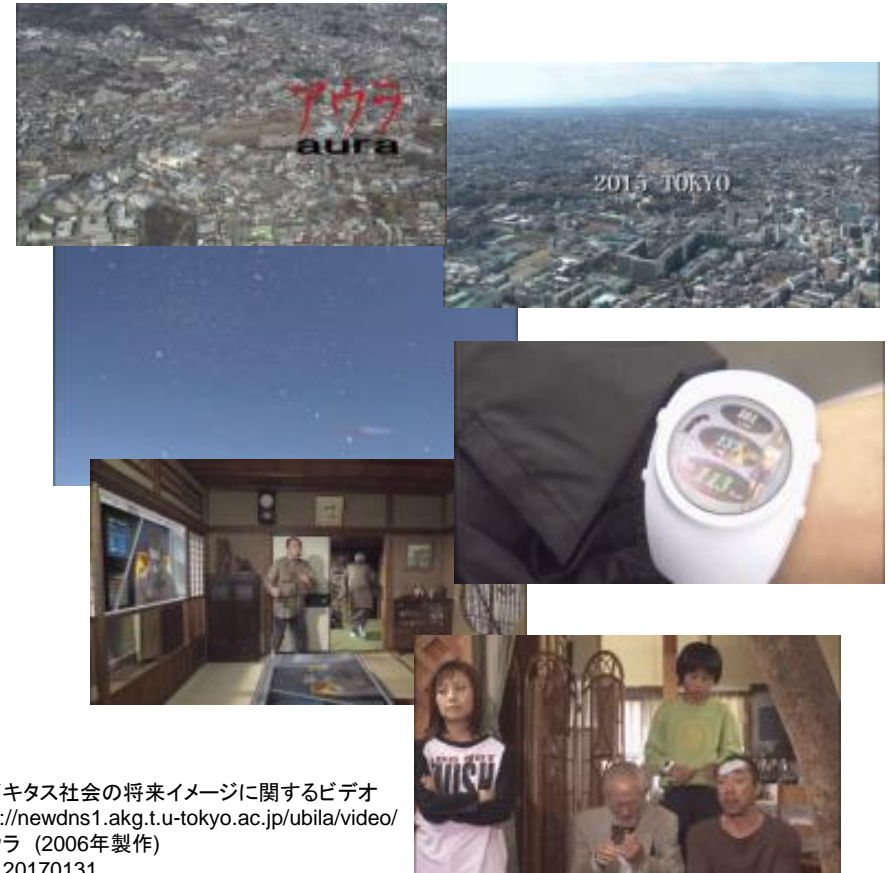 アウラ
aura
2015 TOKYO
キタス社会の将来イメージに関するビデオ
://newdns1.akg.t.u-tokyo.ac.jp/ubila/video/
ラ (2006年製作)
20170131